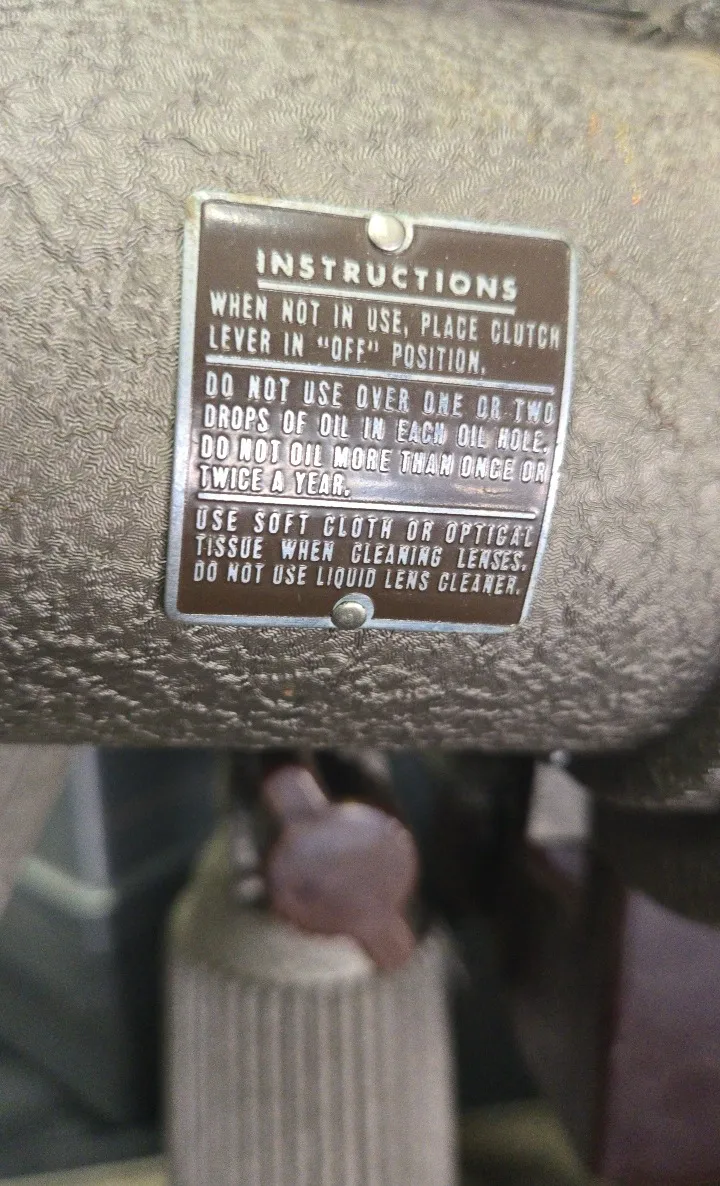 INSTRUCTIONS
WHEN NOT IN USE, PLACE CLUTCH
LEVER IN "OFF" POSITION.
DO NOT USE OVER ONE OR TWO
DROPS OF OIL IN EACH OIL HOLE.
DO NOT OIL MORE THAN ONCE OR
TWICE A YEAR.
USE SOFT CLOTH OR OPTICAL
TISSUE WHEN CLEANING LENSES.
DO NOT USE LIQUID LENS CLEANER.